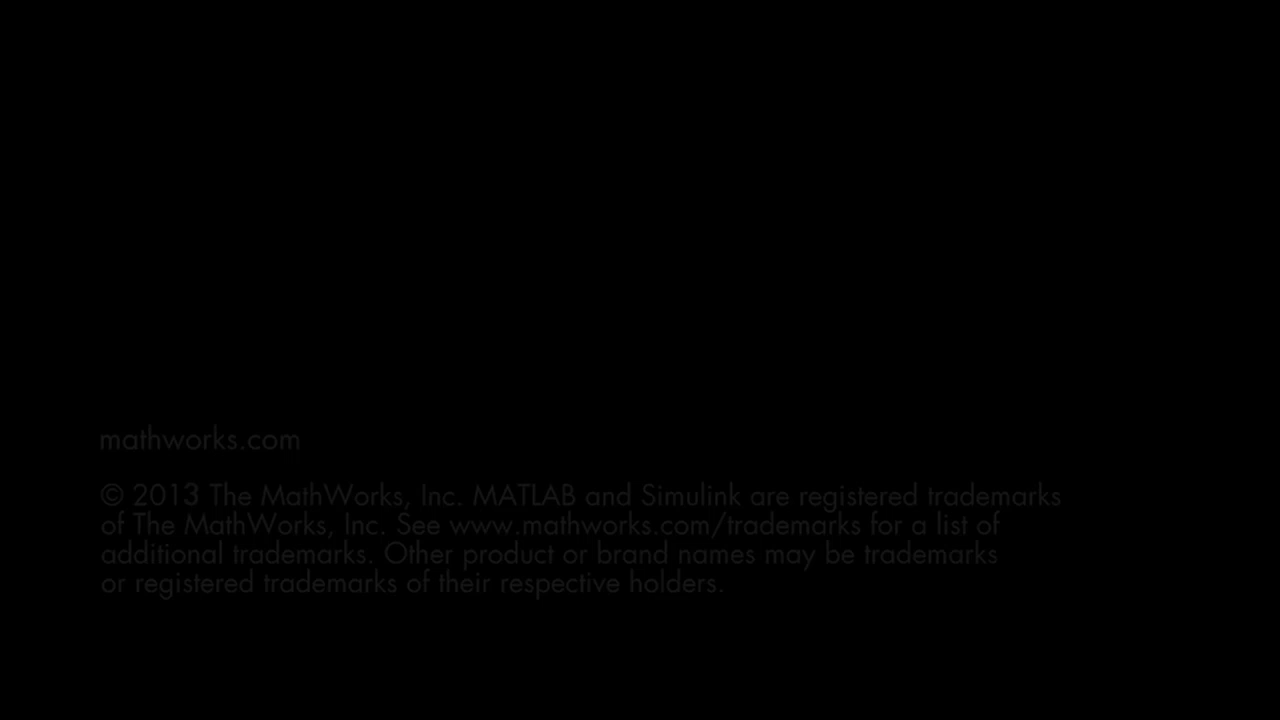 mathworks.com
© 2013 The MathWorks, Inc. MATLAB and Simulink are registered trademarks
of The MathWorks, Inc. See www.mathworks.com/trademarks for a list of
additional trademarks. Other product or brand names may be trademarks
or registered trademarks of their respective holders.